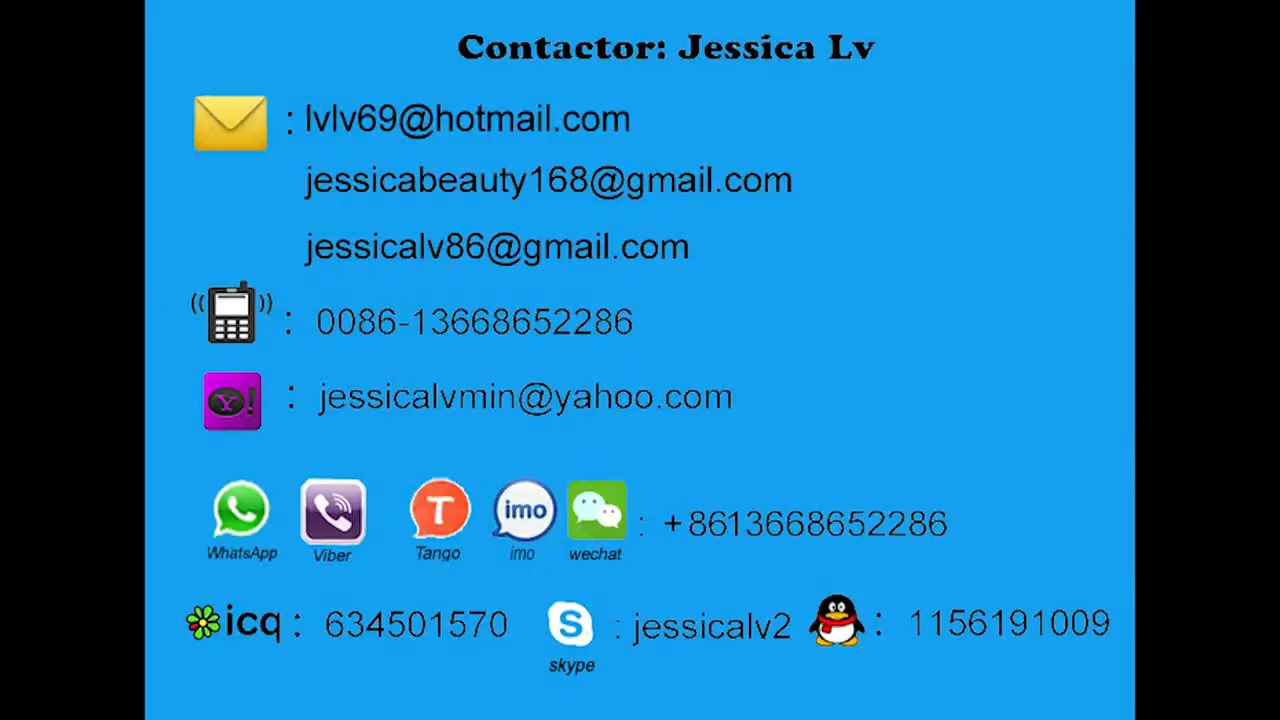 Contactor: Jessica Lv
: lvlv69@hotmail.com
jessicabeauty168@gmail.com
jessicalv86@gmail.com
: 0086-13668652286
Y! : jessicalvmin@yahoo.com
T imo : +8613668652286
WhatsApp Viber Tango imo wechat
icq : 634501570 S : jessicalv2 : 1156191009
skype